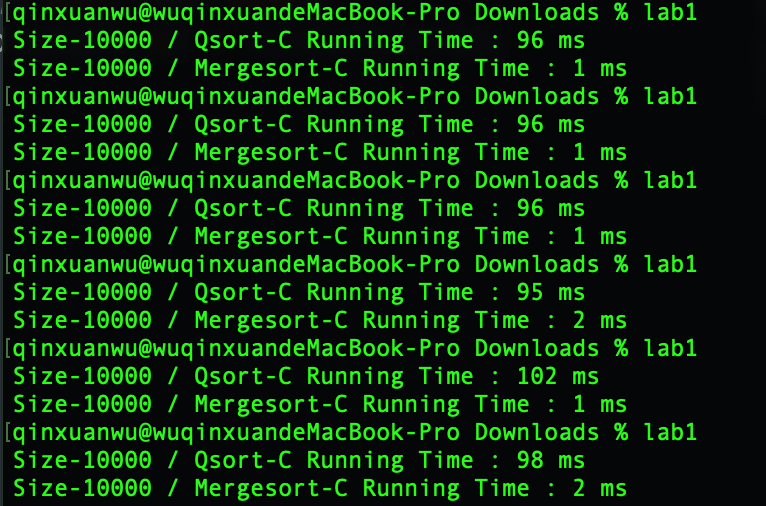 [qinxuanwu@wuqinxuandeMacBook-Pro Downloads % lab1
Size-10000 / Qsort-C Running Time : 96 ms
Size-10000 / Mergesort-C Running Time : 1 ms
[qinxuanwu@wuqinxuandeMacBook-Pro Downloads % lab1
Size-10000 / Qsort-C Running Time : 96 ms
Size-10000 / Mergesort-C Running Time : 1 ms
[qinxuanwu@wuqinxuandeMacBook-Pro Downloads % lab1
Size-10000 / Qsort-C Running Time : 96 ms
Size-10000 / Mergesort-C Running Time : 1 ms
[qinxuanwu@wuqinxuandeMacBook-Pro Downloads % lab1
Size-10000 / Qsort-C Running Time : 95 ms
Size-10000 / Mergesort-C Running Time : 2 ms
[qinxuanwu@wuqinxuandeMacBook-Pro Downloads % lab1
Size-10000 / Qsort-C Running Time : 102 ms
Size-10000 / Mergesort-C Running Time : 1 ms
[qinxuanwu@wuqinxuandeMacBook-Pro Downloads % lab1
Size-10000 / Qsort-C Running Time : 98 ms
Size-10000 / Mergesort-C Running Time : 2 ms